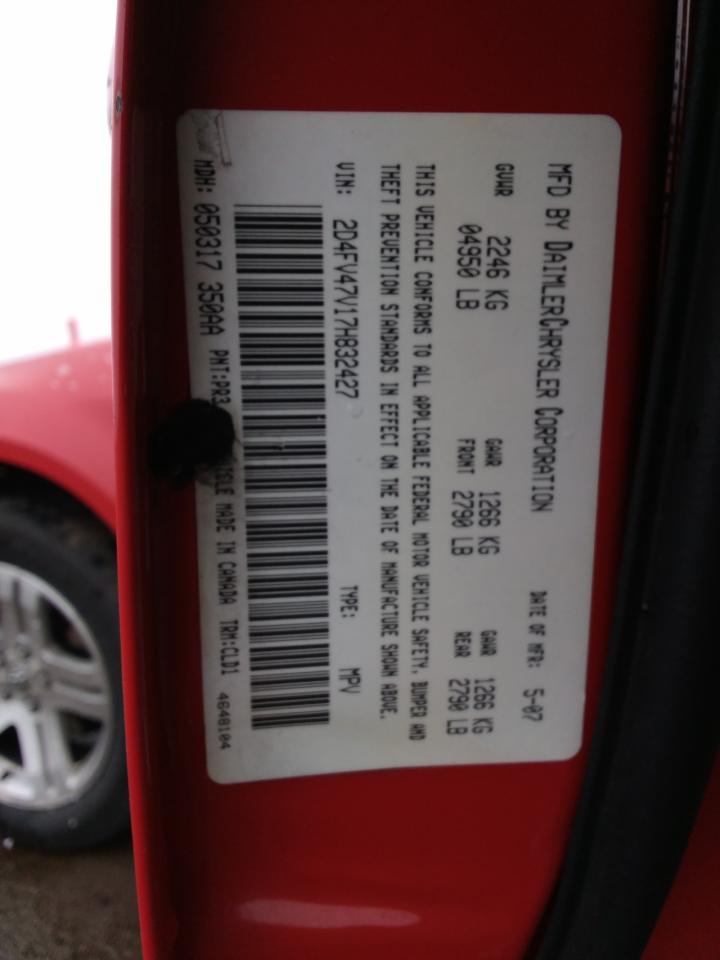 MFD BY DAIMLERCHRYSLER CORPORATION DATE OF MFR: 5-07
GVWR 2246 KG GAWR 1266 KG GAWR 1266 KG
04950 LB FRONT 2790 LB REAR 2790 LB
THIS VEHICLE CONFORMS TO ALL APPLICABLE FEDERAL MOTOR VEHICLE SAFETY, BUMPER AND
THEFT PREVENTION STANDARDS IN EFFECT ON THE DATE OF MANUFACTURE SHOWN ABOVE.
VIN: 2D4FV47V17H832427 TYPE: MPV
MDH: 050317 350AA PNT:PR3 MADE IN CANADA TRM:CLD1 4648104